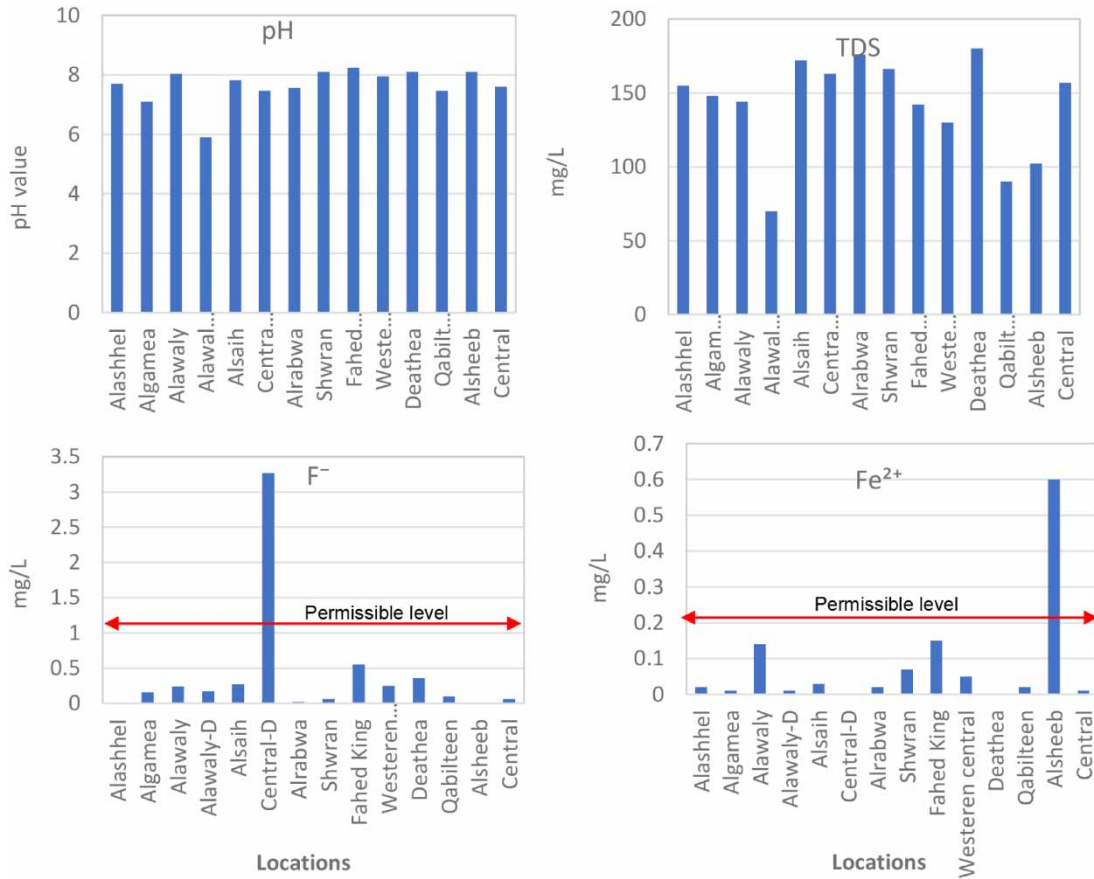 pH
pH value
10
8
6
4
2
0
Alashhel
Algamea
Alawaly
Alawal...
Alsaih
Centra...
Alrabwa
Shwran
Fahed...
Weste...
Deathea
Qabilt...
Alsheeb
Central
TDS
mg/L
200
150
100
50
0
Alashhel
Algam...
Alawaly
Alawal...
Alsaih
Centra...
Alrabwa
Shwran
Fahed...
Weste...
Deathea
Qabilt...
Alsheeb
Central
F⁻
mg/L
3.5
3
2.5
2
1.5
1
0.5
0
Permissible level
Alashhel
Algamea
Alawaly
Alawaly-D
Alsaih
Central-D
Alrabwa
Shwran
Fahed King
Westeren...
Deathea
Qabilteen
Alsheeb
Central
Locations
Fe²⁺
mg/L
0.7
0.6
0.5
0.4
0.3
0.2
0.1
0
Permissible level
Alashhel
Algamea
Alawaly
Alawaly-D
Alsaih
Central-D
Alrabwa
Shwran
Fahed King
Westeren central
Deathea
Qabilteen
Alsheeb
Central
Locations